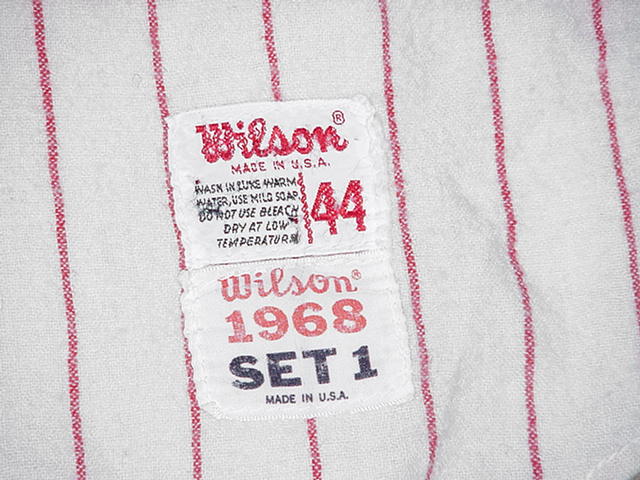 Wilson®
MADE IN U.S.A.
WASH IN LUKE WARM
WATER, USE MILD SOAP
DO NOT USE BLEACH
DRY AT LOW
TEMPERATURE
44
Wilson®
1968
SET 1
MADE IN U.S.A.